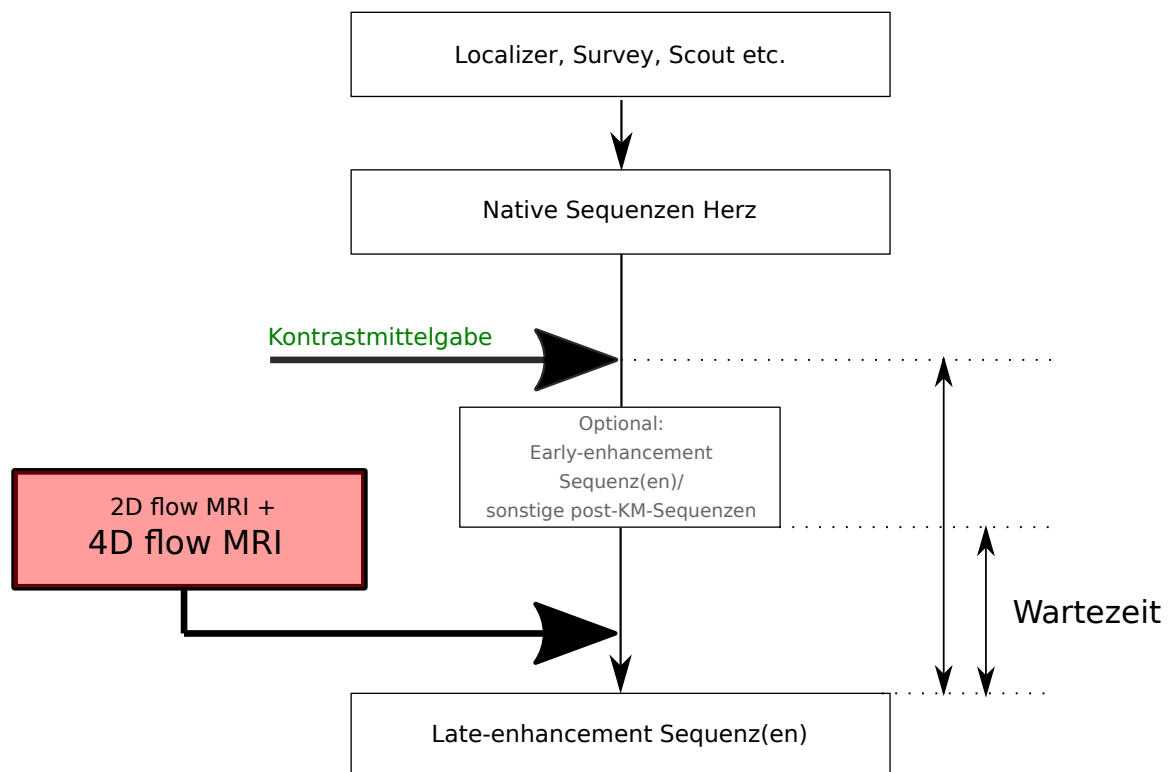 Localizer, Survey, Scout etc.
Native Sequenzen Herz
Kontrastmittelgabe
Optional:
Early-enhancement
Sequenz(en)/
sonstige post-KM-Sequenzen
2D flow MRI +
4D flow MRI
Wartezeit
Late-enhancement Sequenz(en)